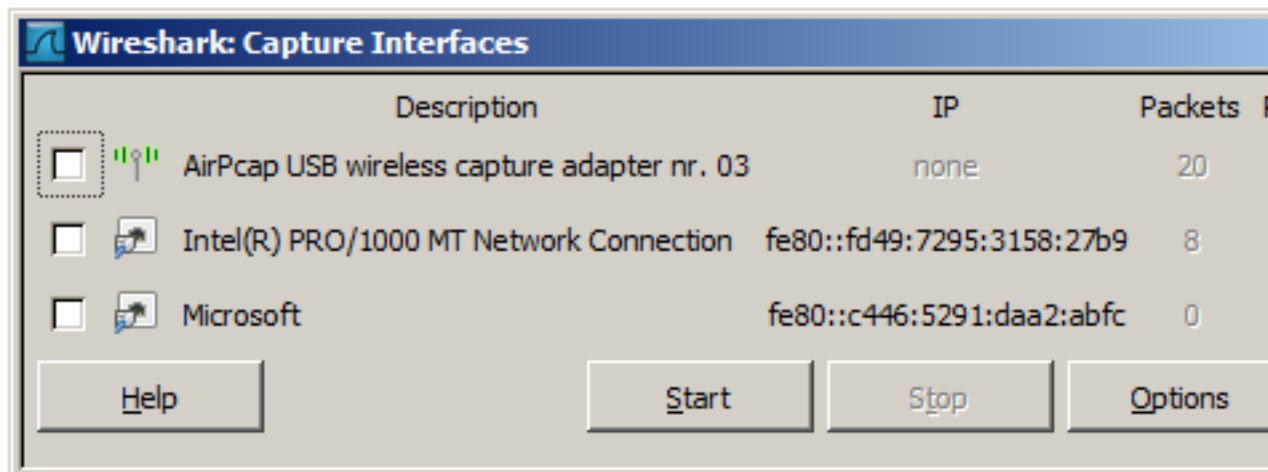 Wireshark: Capture Interfaces
Description IP Packets
AirPcap USB wireless capture adapter nr. 03 none 20
Intel(R) PRO/1000 MT Network Connection fe80::fd49:7295:3158:27b9 8
Microsoft fe80::c446:5291:daa2:abfc 0
Help Start Stop Options